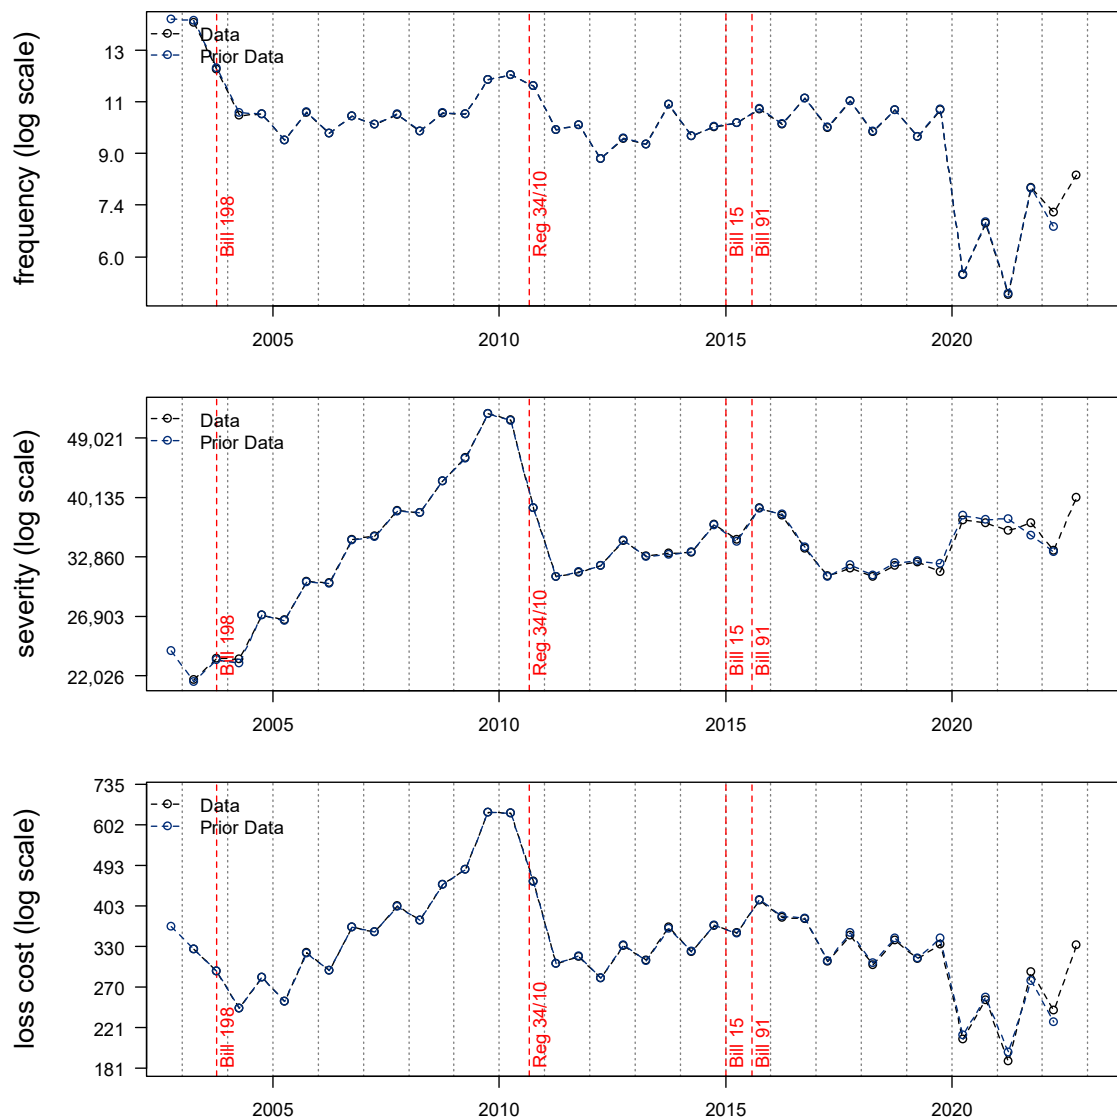 frequency (log scale)
13
11
9.0
7.4
6.0
Data
Prior Data
Bill 198
Reg 34/10
Bill 15
Bill 91
2005
2010
2015
2020
severity (log scale)
49,021
40,135
32,860
26,903
22,026
Data
Prior Data
Bill 198
Reg 34/10
Bill 15
Bill 91
2005
2010
2015
2020
loss cost (log scale)
735
602
493
403
330
270
221
181
Data
Prior Data
Bill 198
Reg 34/10
Bill 15
Bill 91
2005
2010
2015
2020